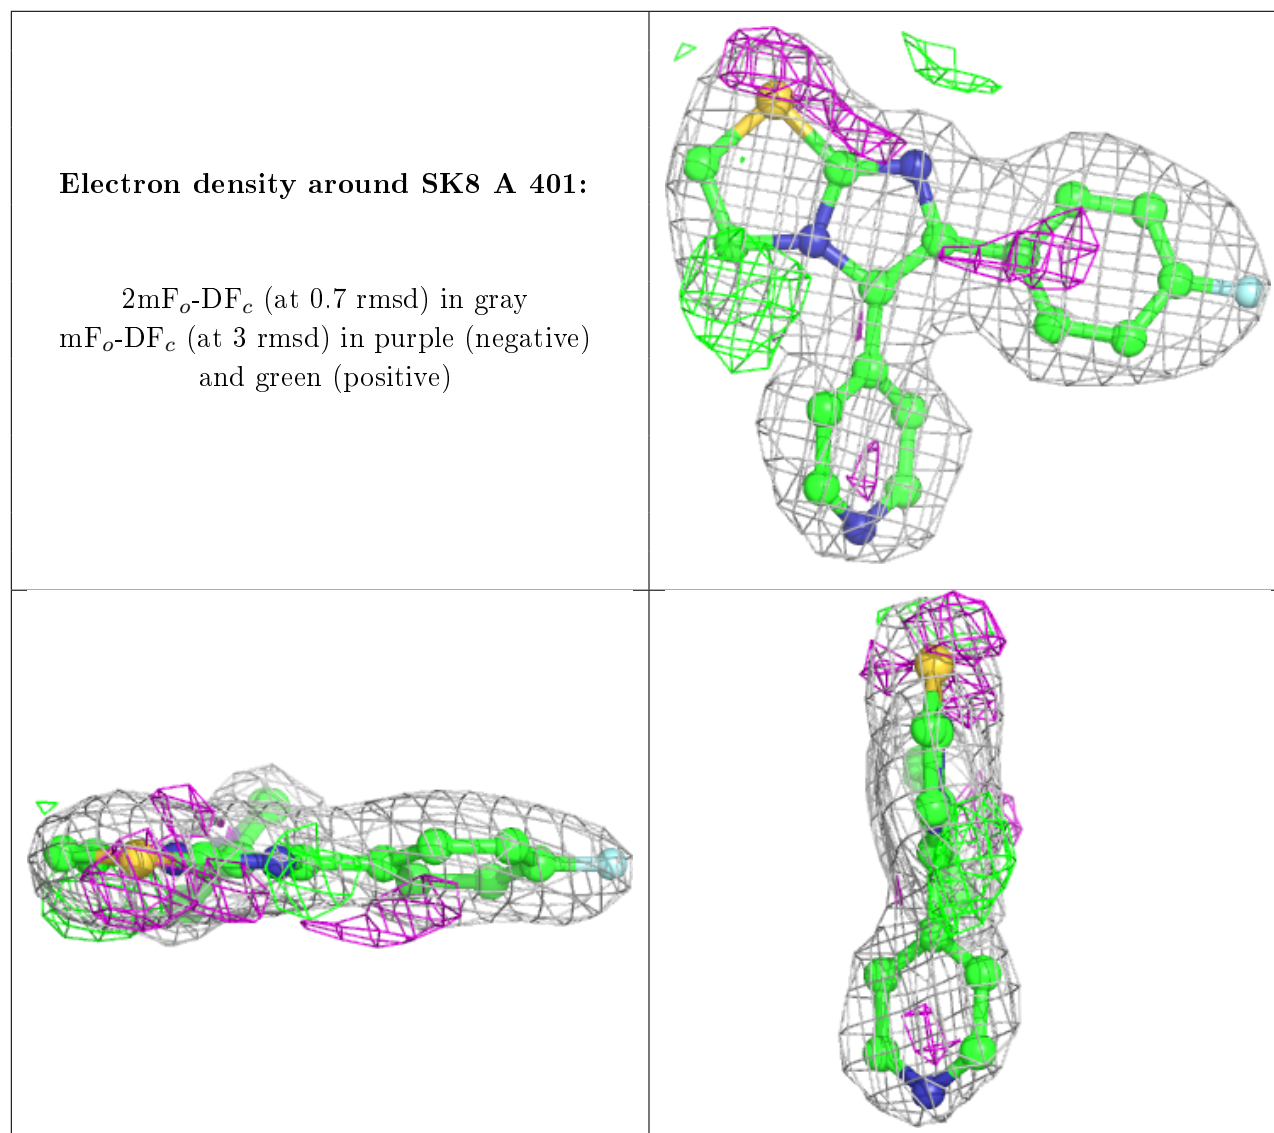 Electron density around SK8 A 401:
2mFₒ-DF𝒸 (at 0.7 rmsd) in gray
mFₒ-DF𝒸 (at 3 rmsd) in purple (negative)
and green (positive)